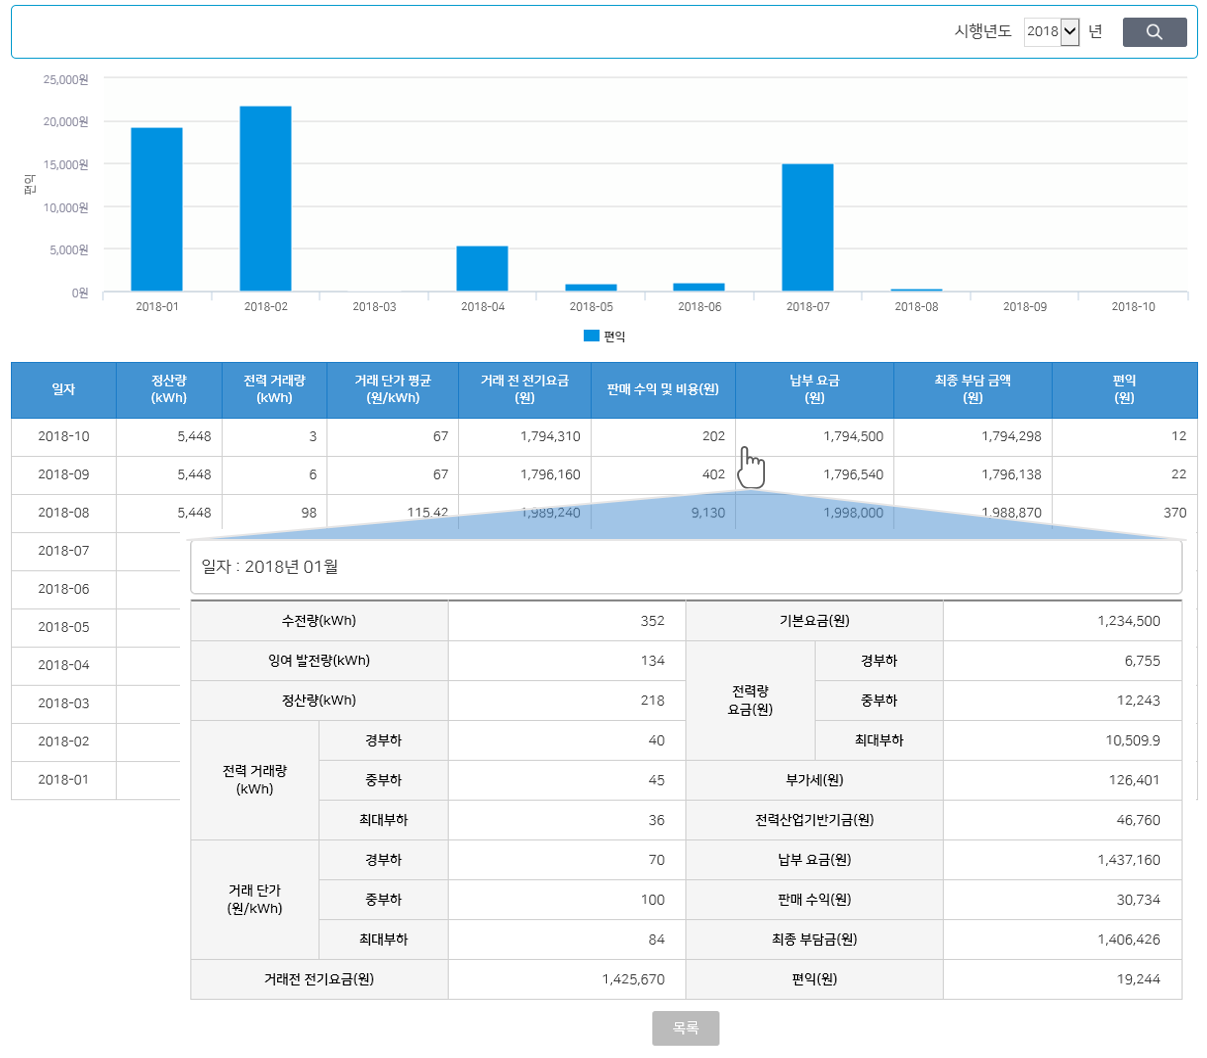 시행년도 2018 년
25,000원
20,000원
15,000원
10,000원
5,000원
0원
편익
2018-01 2018-02 2018-03 2018-04 2018-05 2018-06 2018-07 2018-08 2018-09 2018-10
편익
일자 정산량 (kWh) 전력 거래량 (kWh) 거래 단가 평균 (원/kWh) 거래 전 전기요금 (원) 판매 수익 및 비용(원) 납부 요금 (원) 최종 부담 금액 (원) 편익 (원)
2018-10 5,448 3 67 1,794,310 202 1,794,500 1,794,298 12
2018-09 5,448 6 67 1,796,160 402 1,796,540 1,796,138 22
2018-08 5,448 98 115.42 1,989,240 9,130 1,998,000 1,988,870 370
2018-07
2018-06
2018-05
2018-04
2018-03
2018-02
2018-01
일자 : 2018년 01월
수전량(kWh) 352 기본요금(원) 1,234,500
잉여 발전량(kWh) 134 전력량 요금(원) 경부하 6,755
정산량(kWh) 218 중부하 12,243
전력 거래량 (kWh) 경부하 40 최대부하 10,509.9
중부하 45 부가세(원) 126,401
최대부하 36 전력산업기반기금(원) 46,760
거래 단가 (원/kWh) 경부하 70 납부 요금(원) 1,437,160
중부하 100 판매 수익(원) 30,734
최대부하 84 최종 부담금(원) 1,406,426
거래전 전기요금(원) 1,425,670 편익(원) 19,244
목록